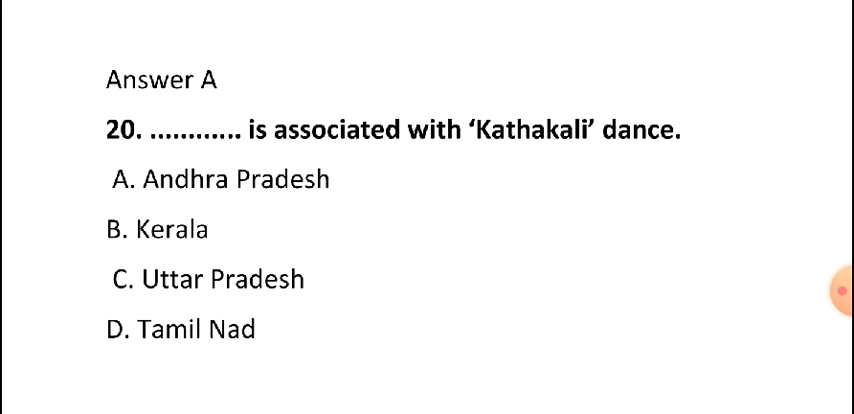 Answer A
20. ............ is associated with ‘Kathakali’ dance.
A. Andhra Pradesh
B. Kerala
C. Uttar Pradesh
D. Tamil Nad